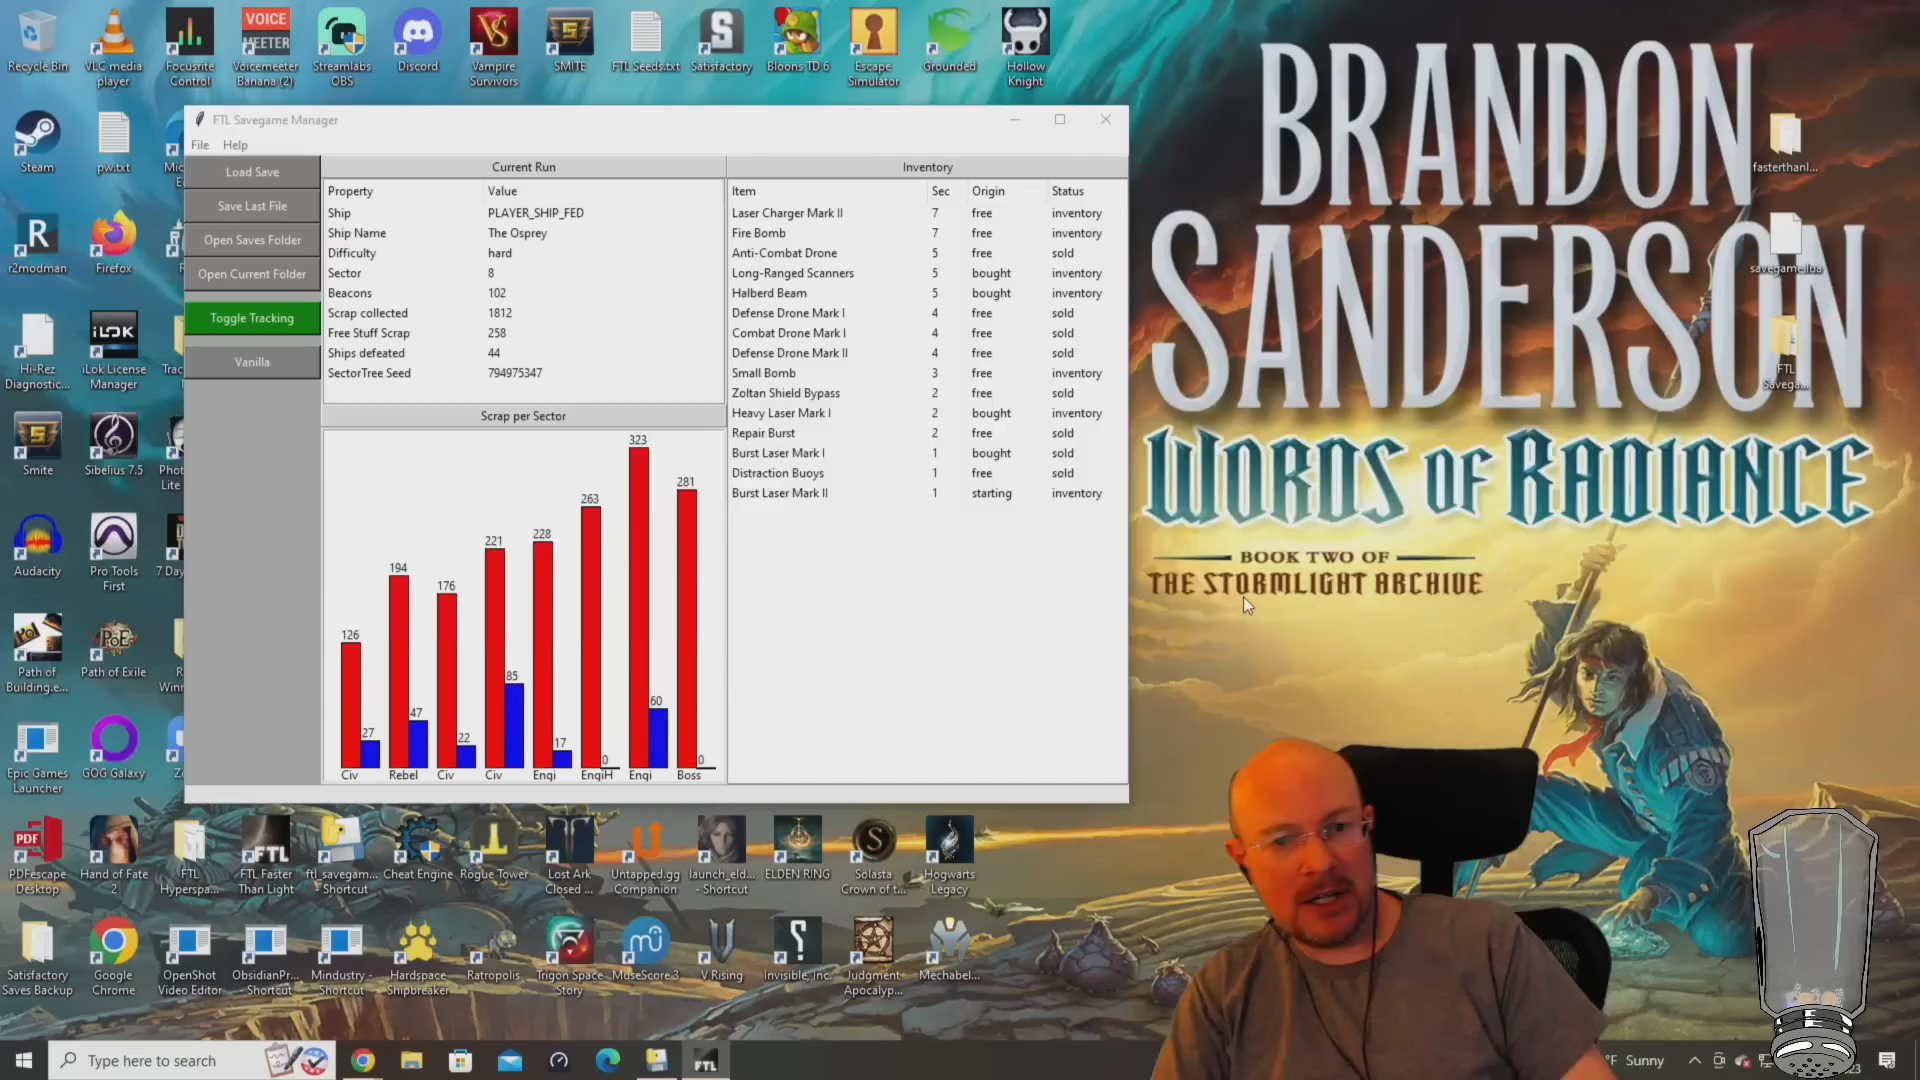 Recycle Bin
VLC media player
Focusrite Control
VOICE MEETER
Voicemeeter Banana (2)
Streamlabs OBS
Discord
Vampire Survivors
SMITE
FTL Seeds.txt
Satisfactory
Bloons TD 6
Escape Simulator
Grounded
Hollow Knight
BRANDON
SANDERSON
WORDS OF RADIANCE
BOOK TWO OF
THE STORMLIGHT ARCHIVE
fasterthanl...
savegame.lua
FTL Savega...
Steam
pw.txt
r2modman
Firefox
Hi-Rez Diagnostic...
iLOK
iLok License Manager
Smite
Sibelius 7.5
Audacity
Pro Tools First
Path of Building.e...
Path of Exile
Epic Games Launcher
GOG Galaxy
FTL Savegame Manager
File Help
Load Save
Save Last File
Open Saves Folder
Open Current Folder
Toggle Tracking
Vanilla
Current Run
Property Value
Ship PLAYER_SHIP_FED
Ship Name The Osprey
Difficulty hard
Sector 8
Beacons 102
Scrap collected 1812
Free Stuff Scrap 258
Ships defeated 44
SectorTree Seed 794975347
Scrap per Sector
126 27 194 47 176 22 221 85 228 17 263 0 323 60 281 0
Civ Rebel Civ Civ Engi EngiH Engi Boss
Inventory
Item Sec Origin Status
Laser Charger Mark II 7 free inventory
Fire Bomb 7 free inventory
Anti-Combat Drone 5 free sold
Long-Ranged Scanners 5 bought inventory
Halberd Beam 5 bought inventory
Defense Drone Mark I 4 free sold
Combat Drone Mark I 4 free sold
Defense Drone Mark II 4 free sold
Small Bomb 3 free inventory
Zoltan Shield Bypass 2 free sold
Heavy Laser Mark I 2 bought inventory
Repair Burst 2 free sold
Burst Laser Mark I 1 bought sold
Distraction Buoys 1 free sold
Burst Laser Mark II 1 starting inventory
PDF
PDFescape Desktop
Hand of Fate 2
FTL Hyperspa...
FTL
FTL Faster Than Light
ftl_savegam... - Shortcut
Cheat Engine
Rogue Tower
Lost Ark Closed ...
Untapped.gg Companion
launch_eld... - Shortcut
ELDEN RING
Solasta Crown of t...
Hogwarts Legacy
Satisfactory Saves Backup
Google Chrome
OpenShot Video Editor
ObsidianPr... - Shortcut
Mindustry - Shortcut
Hardspace Shipbreaker
Ratropolis
Trigon Space Story
MuseScore 3
V Rising
Invisible, Inc.
Judgment- Apocalyp...
Mechabel...
Type here to search
FTL
°F Sunny